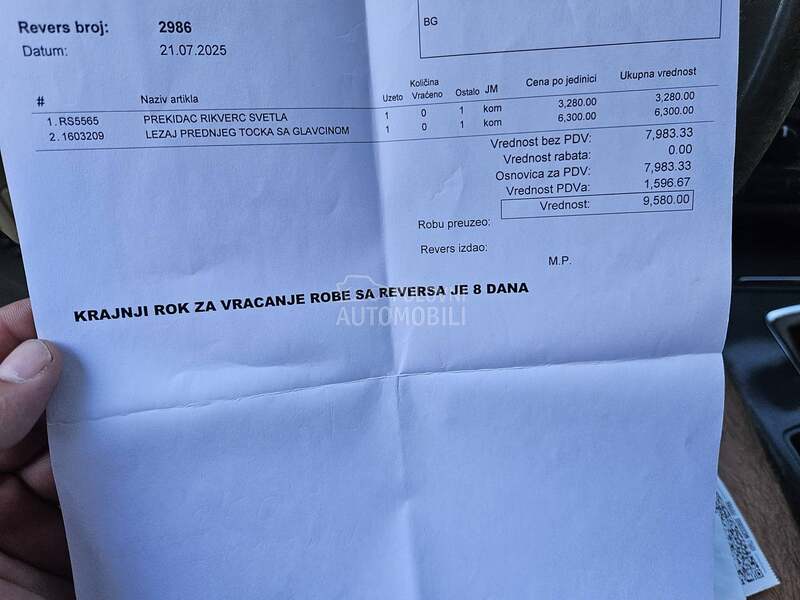 Revers broj: 2986
Datum: 21.07.2025
BG
# Naziv artikla Uzeto Količina Vraćeno Ostalo JM Cena po jedinici Ukupna vrednost
1. RS5565 PREKIDAC RIKVERC SVETLA 1 0 1 kom 3,280.00 3,280.00
2. 1603209 LEZAJ PREDNJEG TOCKA SA GLAVCINOM 1 0 1 kom 6,300.00 6,300.00
Vrednost bez PDV: 7,983.33
Vrednost rabata: 0.00
Osnovica za PDV: 7,983.33
Vrednost PDVa: 1,596.67
Vrednost: 9,580.00
Robu preuzeo:
Revers izdao:
M.P.
KRAJNJI ROK ZA VRACANJE ROBE SA REVERSA JE 8 DANA
POLOVNI
AUTOMOBILI